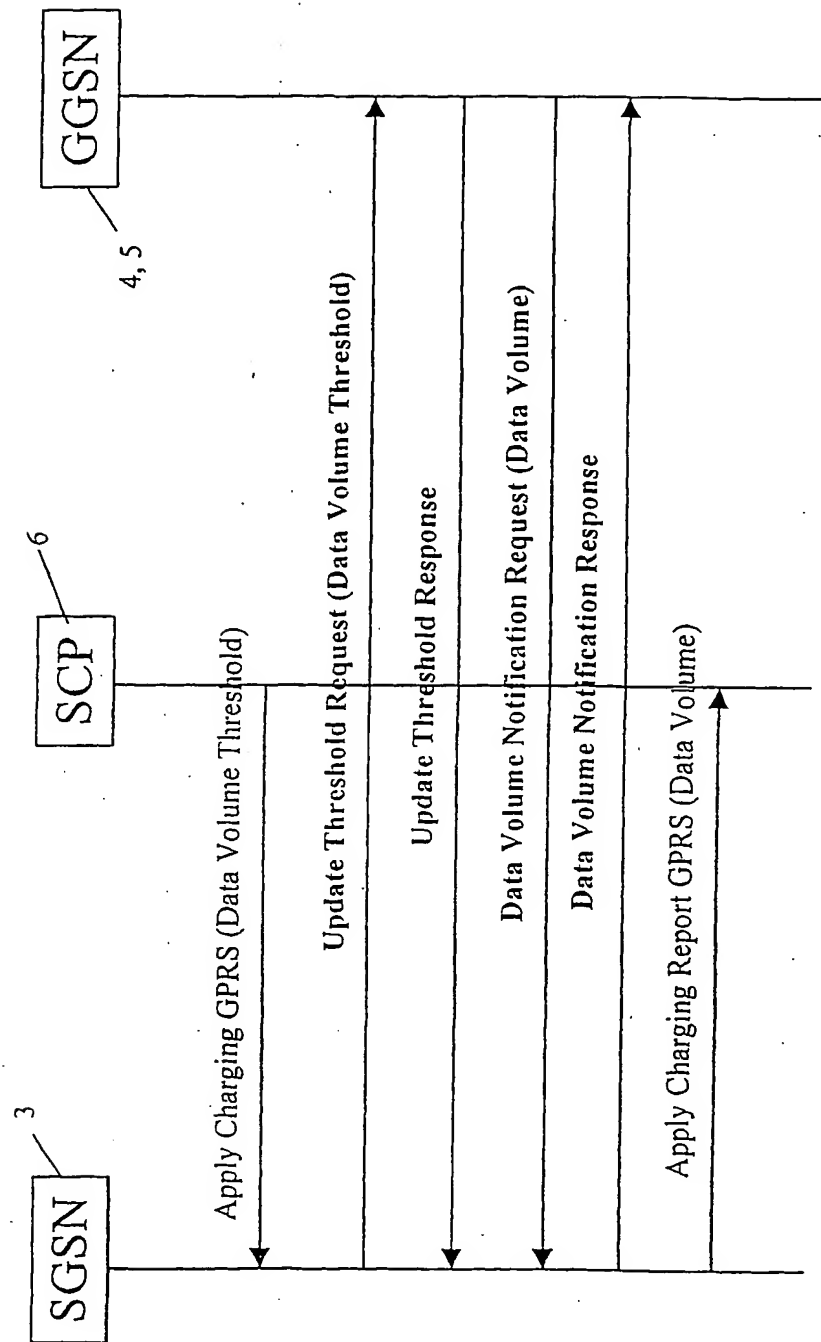 SGSN
3
SCP
6
GGSN
4, 5
Apply Charging GPRS (Data Volume Threshold)
Update Threshold Request (Data Volume Threshold)
Update Threshold Response
Data Volume Notification Request (Data Volume)
Data Volume Notification Response
Apply Charging Report GPRS (Data Volume)